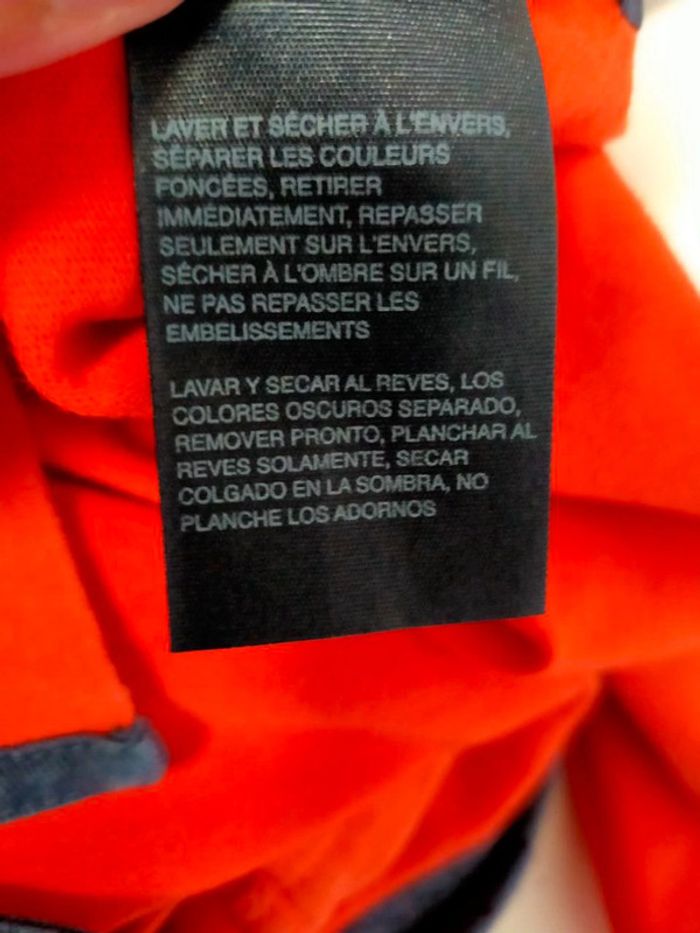 LAVER ET SÉCHER À L'ENVERS,
SÉPARER LES COULEURS
FONCÉES, RETIRER
IMMÉDIATEMENT, REPASSER
SEULEMENT SUR L'ENVERS,
SÉCHER À L'OMBRE SUR UN FIL,
NE PAS REPASSER LES
EMBELISSEMENTS
LAVAR Y SECAR AL REVES, LOS
COLORES OSCUROS SEPARADO,
REMOVER PRONTO, PLANCHAR AL
REVES SOLAMENTE, SECAR
COLGADO EN LA SOMBRA, NO
PLANCHE LOS ADORNOS